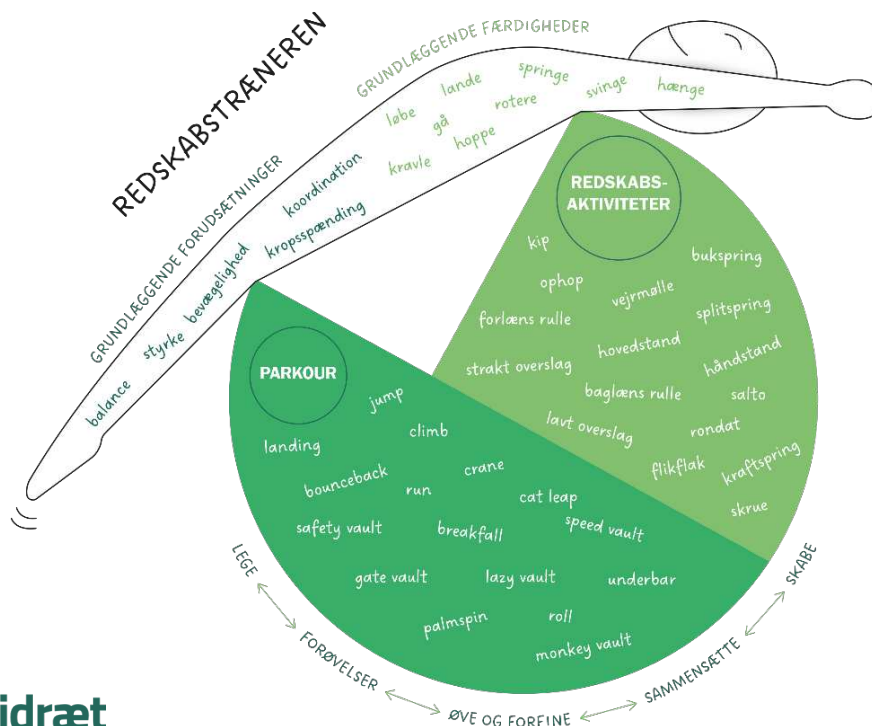 REDSKABSTRÆNEREN
GRUNDLÆGGENDE FORUDSÆTNINGER
GRUNDLÆGGENDE FÆRDIGHEDER
balance
styrke
bevægelighed
kropsspænding
koordination
løbe
lande
springe
gå
rotere
svinge
hænge
kravle
hoppe
REDSKABS-
AKTIVITETER
kip
bukspring
ophop
vejrmølle
splitspring
forlæns rulle
hovedstand
håndstand
strakt overslag
baglæns rulle
salto
lavt overslag
rondat
flikflak
kraftspring
skrue
PARKOUR
jump
landing
climb
bounceback
crane
run
cat leap
safety vault
breakfall
speed vault
gate vault
lazy vault
underbar
palmspin
roll
monkey vault
LEGE
FORØVELSER
ØVE OG FORFINE
SAMMENSÆTTE
SKABE
idræt